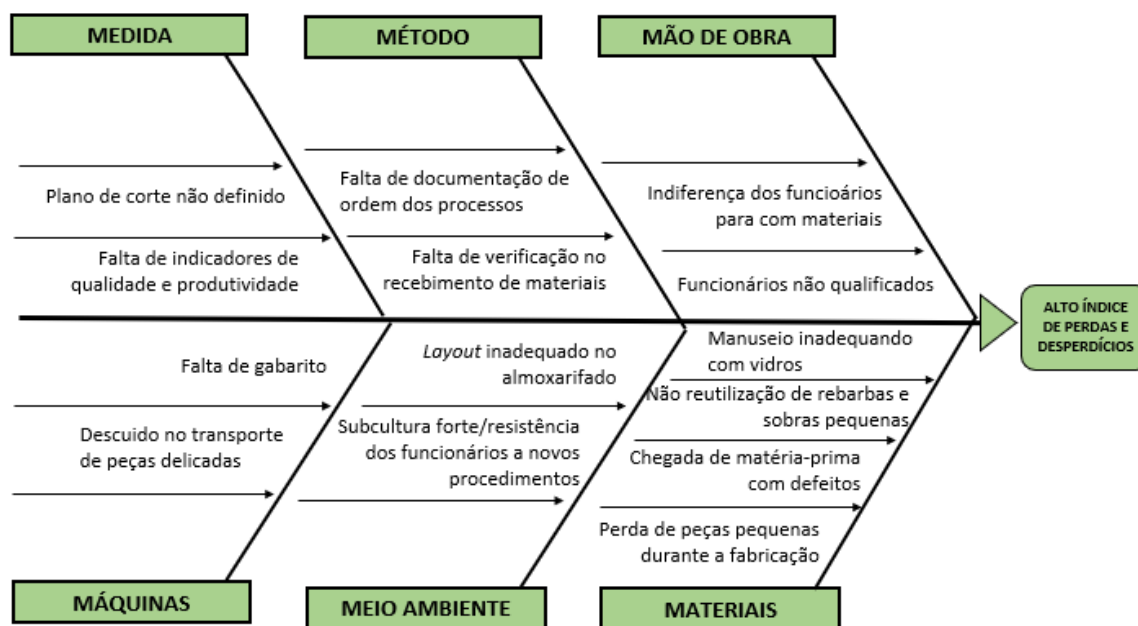 MEDIDA
MÉTODO
MÃO DE OBRA
Plano de corte não definido
Falta de indicadores de
qualidade e produtividade
Falta de documentação de
ordem dos processos
Falta de verificação no
recebimento de materiais
Indiferença dos funcioários
para com materiais
Funcionários não qualificados
ALTO ÍNDICE
DE PERDAS E
DESPERDÍCIOS
Falta de gabarito
Descuido no transporte
de peças delicadas
Layout inadequado no
almoxarifado
Subcultura forte/resistência
dos funcionários a novos
procedimentos
Manuseio inadequando
com vidros
Não reutilização de rebarbas e
sobras pequenas
Chegada de matéria-prima
com defeitos
Perda de peças pequenas
durante a fabricação
MÁQUINAS
MEIO AMBIENTE
MATERIAIS